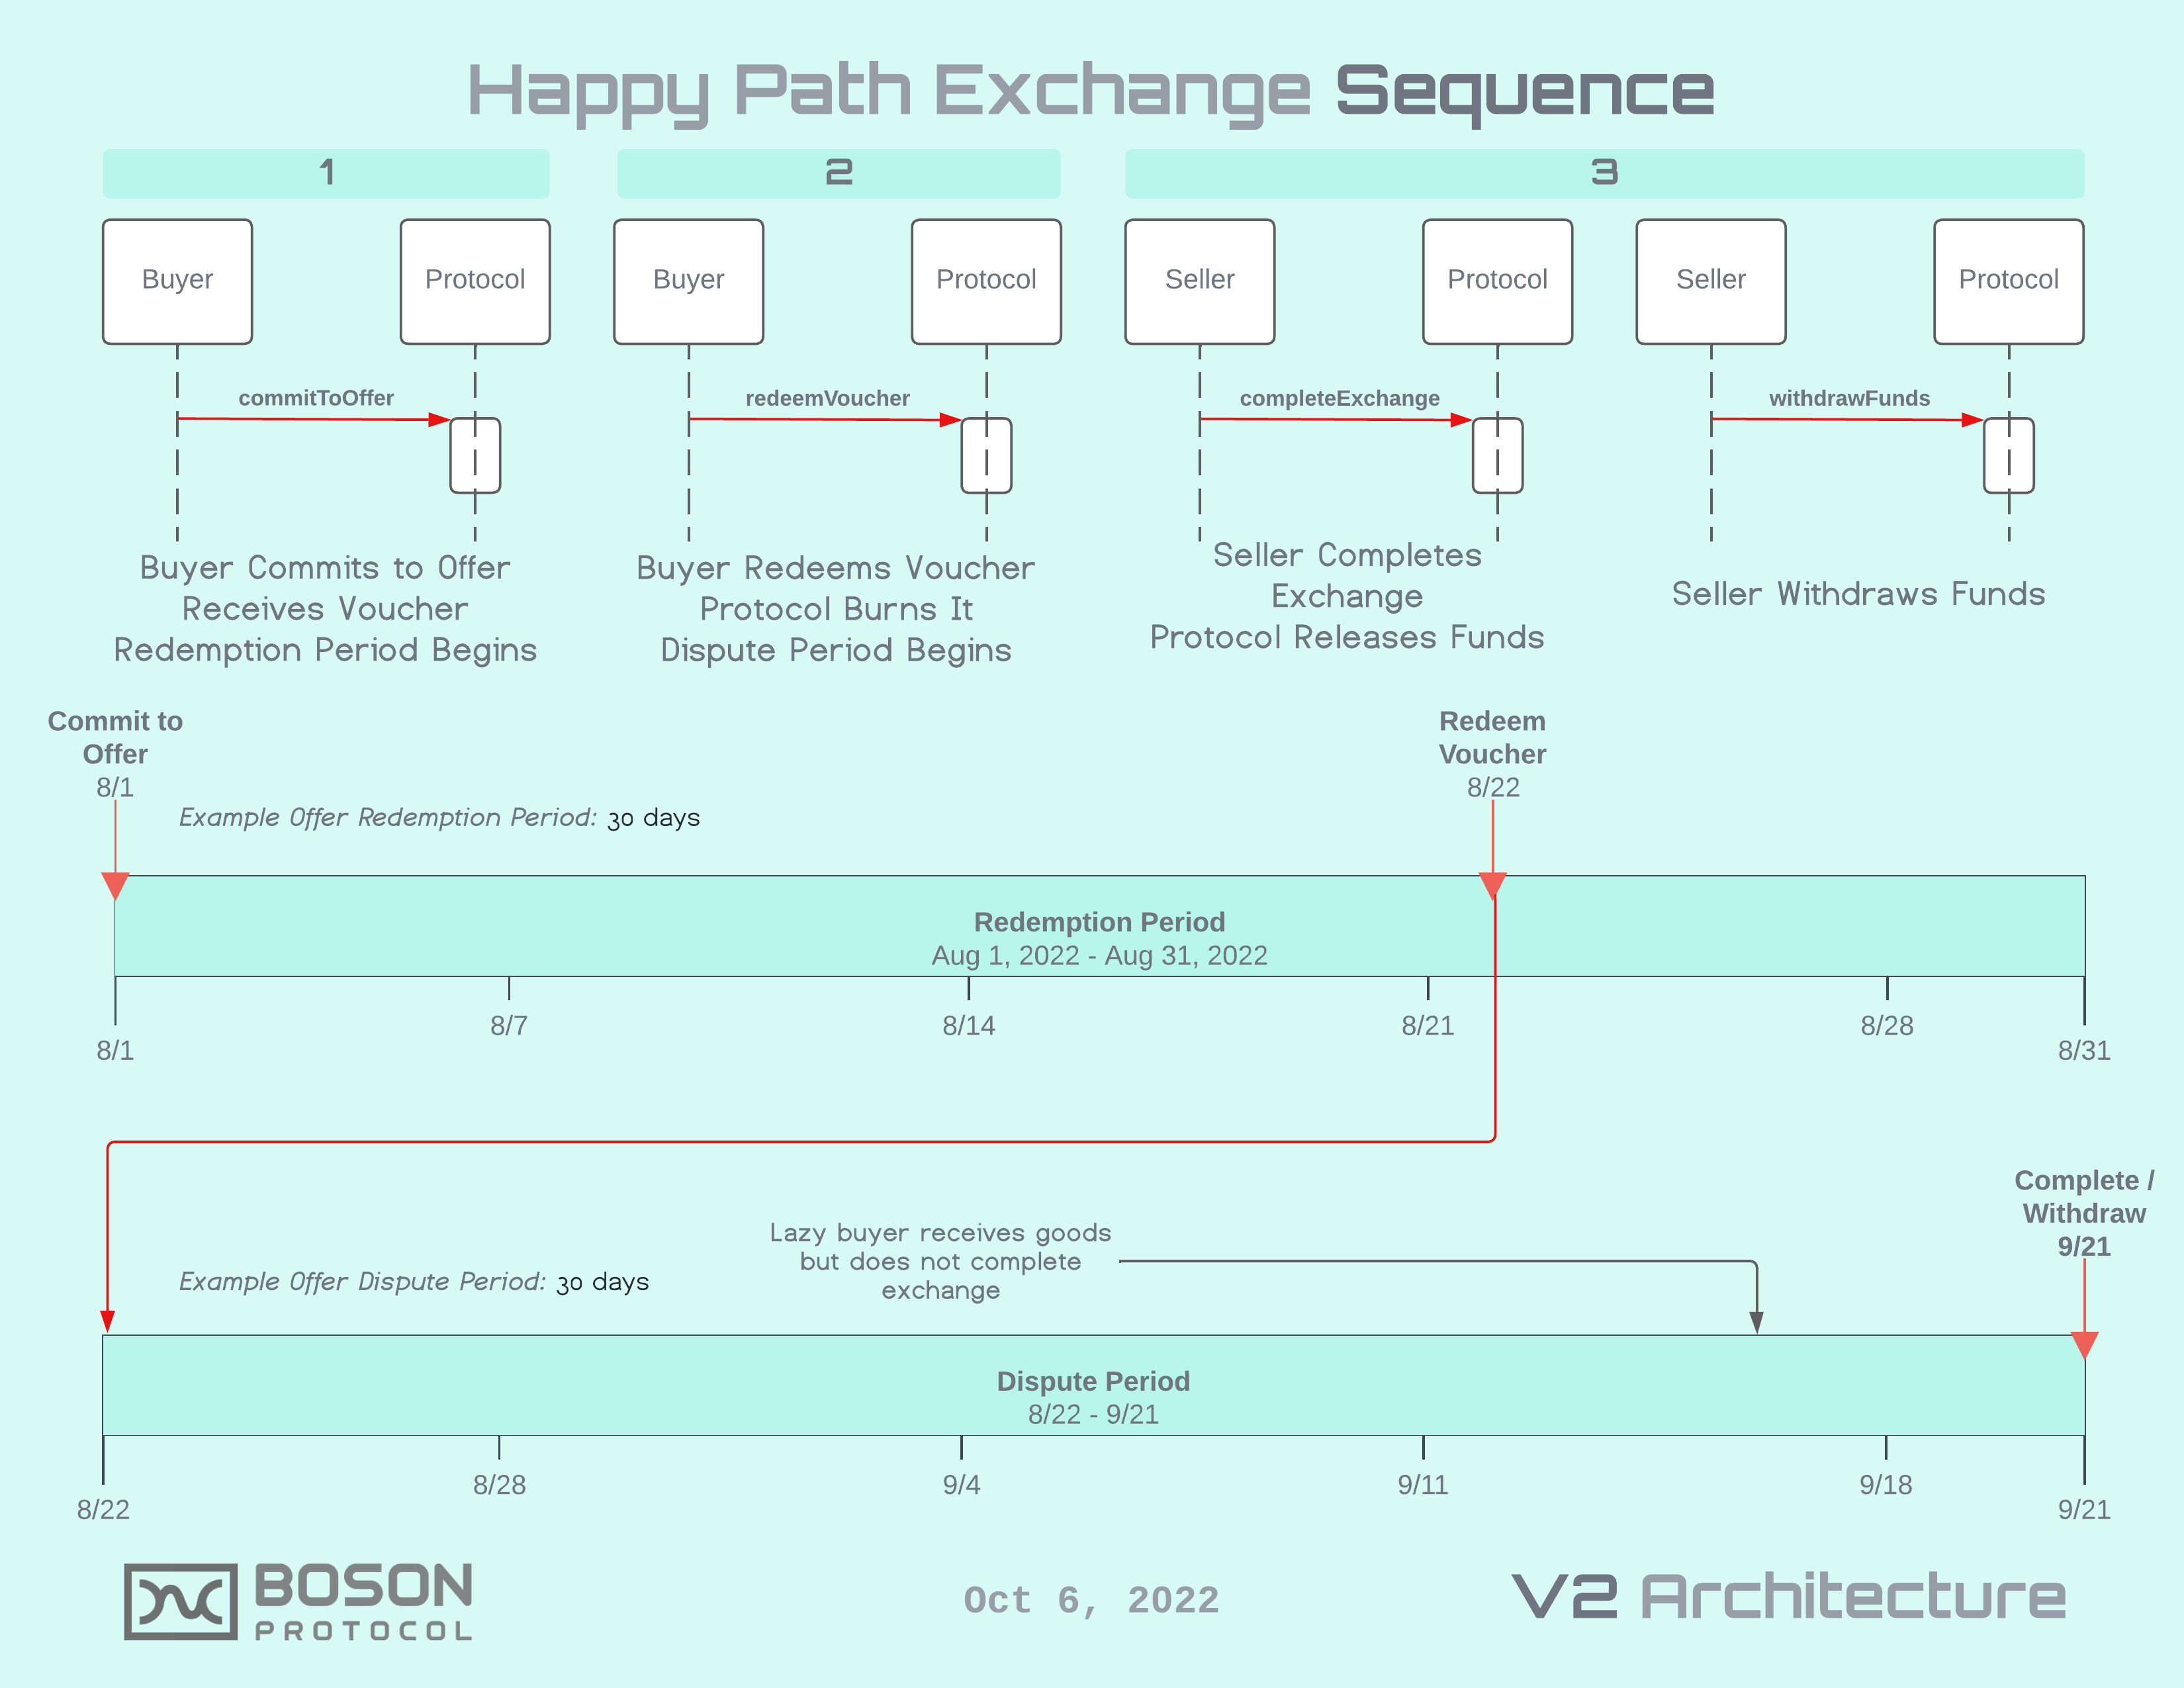 Happy Path Exchange Sequence
1
2
3
Buyer
Protocol
Buyer
Protocol
Seller
Protocol
Seller
Protocol
commitToOffer
redeemVoucher
completeExchange
withdrawFunds
Buyer Commits to Offer
Receives Voucher
Redemption Period Begins
Buyer Redeems Voucher
Protocol Burns It
Dispute Period Begins
Seller Completes
Exchange
Protocol Releases Funds
Seller Withdraws Funds
Commit to
Offer
8/1
Redeem
Voucher
8/22
Example Offer Redemption Period: 30 days
Redemption Period
Aug 1, 2022 - Aug 31, 2022
8/1
8/7
8/14
8/21
8/28
8/31
Complete /
Withdraw
9/21
Lazy buyer receives goods
but does not complete
exchange
Example Offer Dispute Period: 30 days
Dispute Period
8/22 - 9/21
8/22
8/28
9/4
9/11
9/18
9/21
BOSON
PROTOCOL
Oct 6, 2022
V2 Architecture